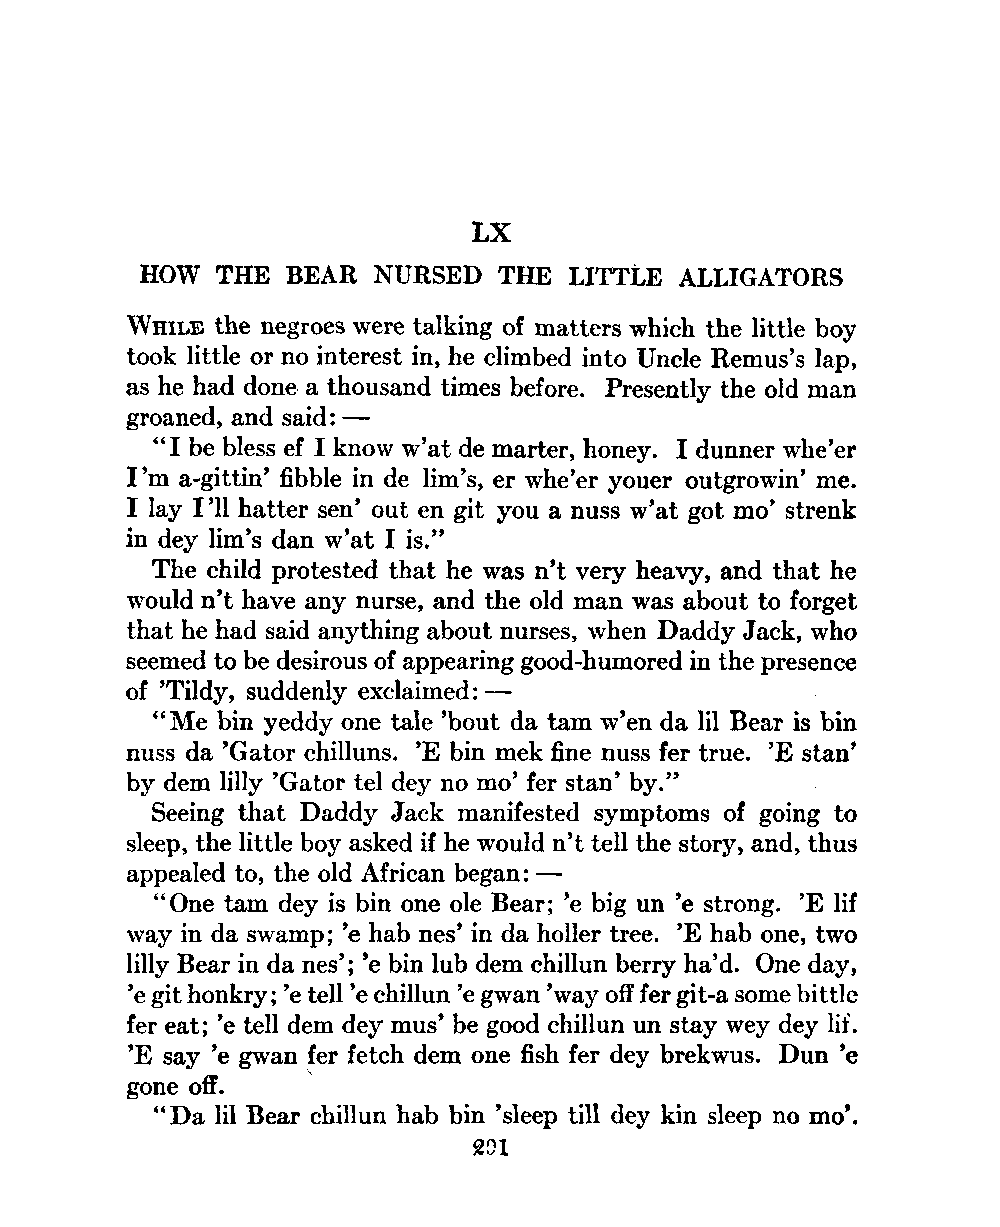 LX
HOW THE BEAR NURSED THE LITTLE ALLIGATORS
WHILE the negroes were talking of matters which the little boy
took little or no interest in, he climbed into Uncle Remus's lap,
as he had done a thousand times before. Presently the old man
groaned, and said: —
"I be bless ef I know w'at de marter, honey. I dunner whe'er
I'm a-gittin' fibble in de lim's, er whe'er youer outgrowin' me.
I lay I'll hatter sen' out en git you a nuss w'at got mo' strenk
in dey lim's dan w'at I is."
The child protested that he was n't very heavy, and that he
would n't have any nurse, and the old man was about to forget
that he had said anything about nurses, when Daddy Jack, who
seemed to be desirous of appearing good-humored in the presence
of 'Tildy, suddenly exclaimed: —
"Me bin yeddy one tale 'bout da tam w'en da lil Bear is bin
nuss da 'Gator chilluns. 'E bin mek fine nuss fer true. 'E stan'
by dem lilly 'Gator tel dey no mo' fer stan' by."
Seeing that Daddy Jack manifested symptoms of going to
sleep, the little boy asked if he would n't tell the story, and, thus
appealed to, the old African began: —
"One tam dey is bin one ole Bear; 'e big un 'e strong. 'E lif
way in da swamp; 'e hab nes' in da holler tree. 'E hab one, two
lilly Bear in da nes'; 'e bin lub dem chillun berry ha'd. One day,
'e git honkry; 'e tell 'e chillun 'e gwan 'way off fer git-a some bittle
fer eat; 'e tell dem dey mus' be good chillun un stay wey dey lif.
'E say 'e gwan fer fetch dem one fish fer dey brekwus. Dun 'e
gone off.
"Da lil Bear chillun hab bin 'sleep till dey kin sleep no mo'.
291